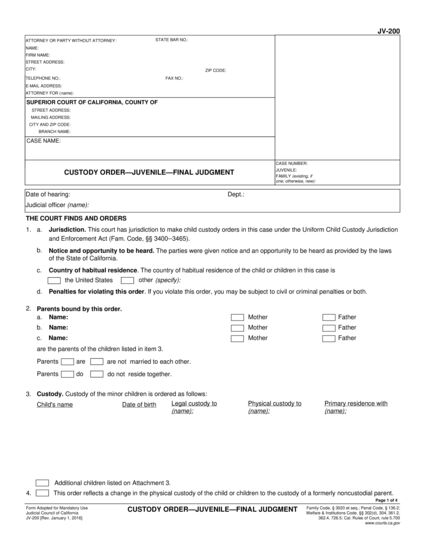 JV-200
ATTORNEY OR PARTY WITHOUT ATTORNEY: STATE BAR NO.:
NAME:
FIRM NAME:
STREET ADDRESS:
CITY: ZIP CODE:
TELEPHONE NO.: FAX NO.:
E-MAIL ADDRESS:
ATTORNEY FOR (name):
SUPERIOR COURT OF CALIFORNIA, COUNTY OF
STREET ADDRESS:
MAILING ADDRESS:
CITY AND ZIP CODE:
BRANCH NAME:
CASE NAME:
CUSTODY ORDER—JUVENILE—FINAL JUDGMENT
CASE NUMBER:
JUVENILE:
FAMILY (existing, if
one; otherwise, new):
Date of hearing: Dept.:
Judicial officer (name):
THE COURT FINDS AND ORDERS
1. a. Jurisdiction. This court has jurisdiction to make child custody orders in this case under the Uniform Child Custody Jurisdiction
and Enforcement Act (Fam. Code, §§ 3400–3465).
b. Notice and opportunity to be heard. The parties were given notice and an opportunity to be heard as provided by the laws
of the State of California.
c. Country of habitual residence. The country of habitual residence of the child or children in this case is
the United States other (specify):
d. Penalties for violating this order. If you violate this order, you may be subject to civil or criminal penalties or both.
2. Parents bound by this order.
a. Name: Mother Father
b. Name: Mother Father
c. Name: Mother Father
are the parents of the children listed in item 3.
Parents are are not married to each other.
Parents do do not reside together.
3. Custody. Custody of the minor children is ordered as follows:
Child's name Date of birth Legal custody to (name): Physical custody to (name): Primary residence with (name):
Additional children listed on Attachment 3.
4. This order reflects a change in the physical custody of the child or children to the custody of a formerly noncustodial parent.
Page 1 of 4
Form Adopted for Mandatory Use
Judicial Council of California
JV-200 [Rev. January 1, 2016]
CUSTODY ORDER—JUVENILE—FINAL JUDGMENT
Family Code, § 3020 et seq.; Penal Code, § 136.2;
Welfare & Institutions Code, §§ 302(d), 304, 361.2,
362.4, 726.5; Cal. Rules of Court, rule 5.700
www.courts.ca.gov